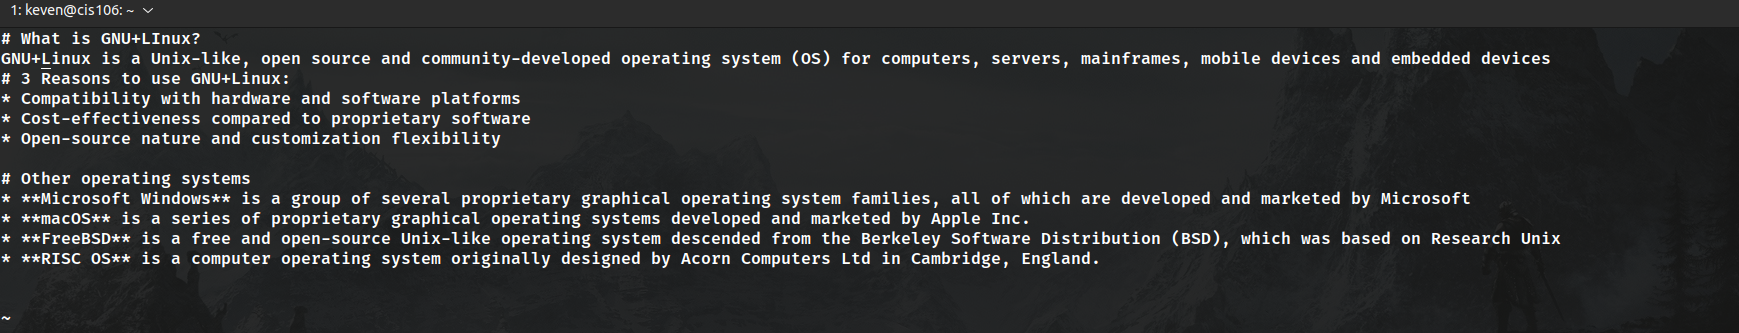 1: keven@cis106: ~
# What is GNU+LInux?
GNU+Linux is a Unix-like, open source and community-developed operating system (OS) for computers, servers, mainframes, mobile devices and embedded devices
# 3 Reasons to use GNU+Linux:
* Compatibility with hardware and software platforms
* Cost-effectiveness compared to proprietary software
* Open-source nature and customization flexibility
# Other operating systems
* **Microsoft Windows** is a group of several proprietary graphical operating system families, all of which are developed and marketed by Microsoft
* **macOS** is a series of proprietary graphical operating systems developed and marketed by Apple Inc.
* **FreeBSD** is a free and open-source Unix-like operating system descended from the Berkeley Software Distribution (BSD), which was based on Research Unix
* **RISC OS** is a computer operating system originally designed by Acorn Computers Ltd in Cambridge, England.
~